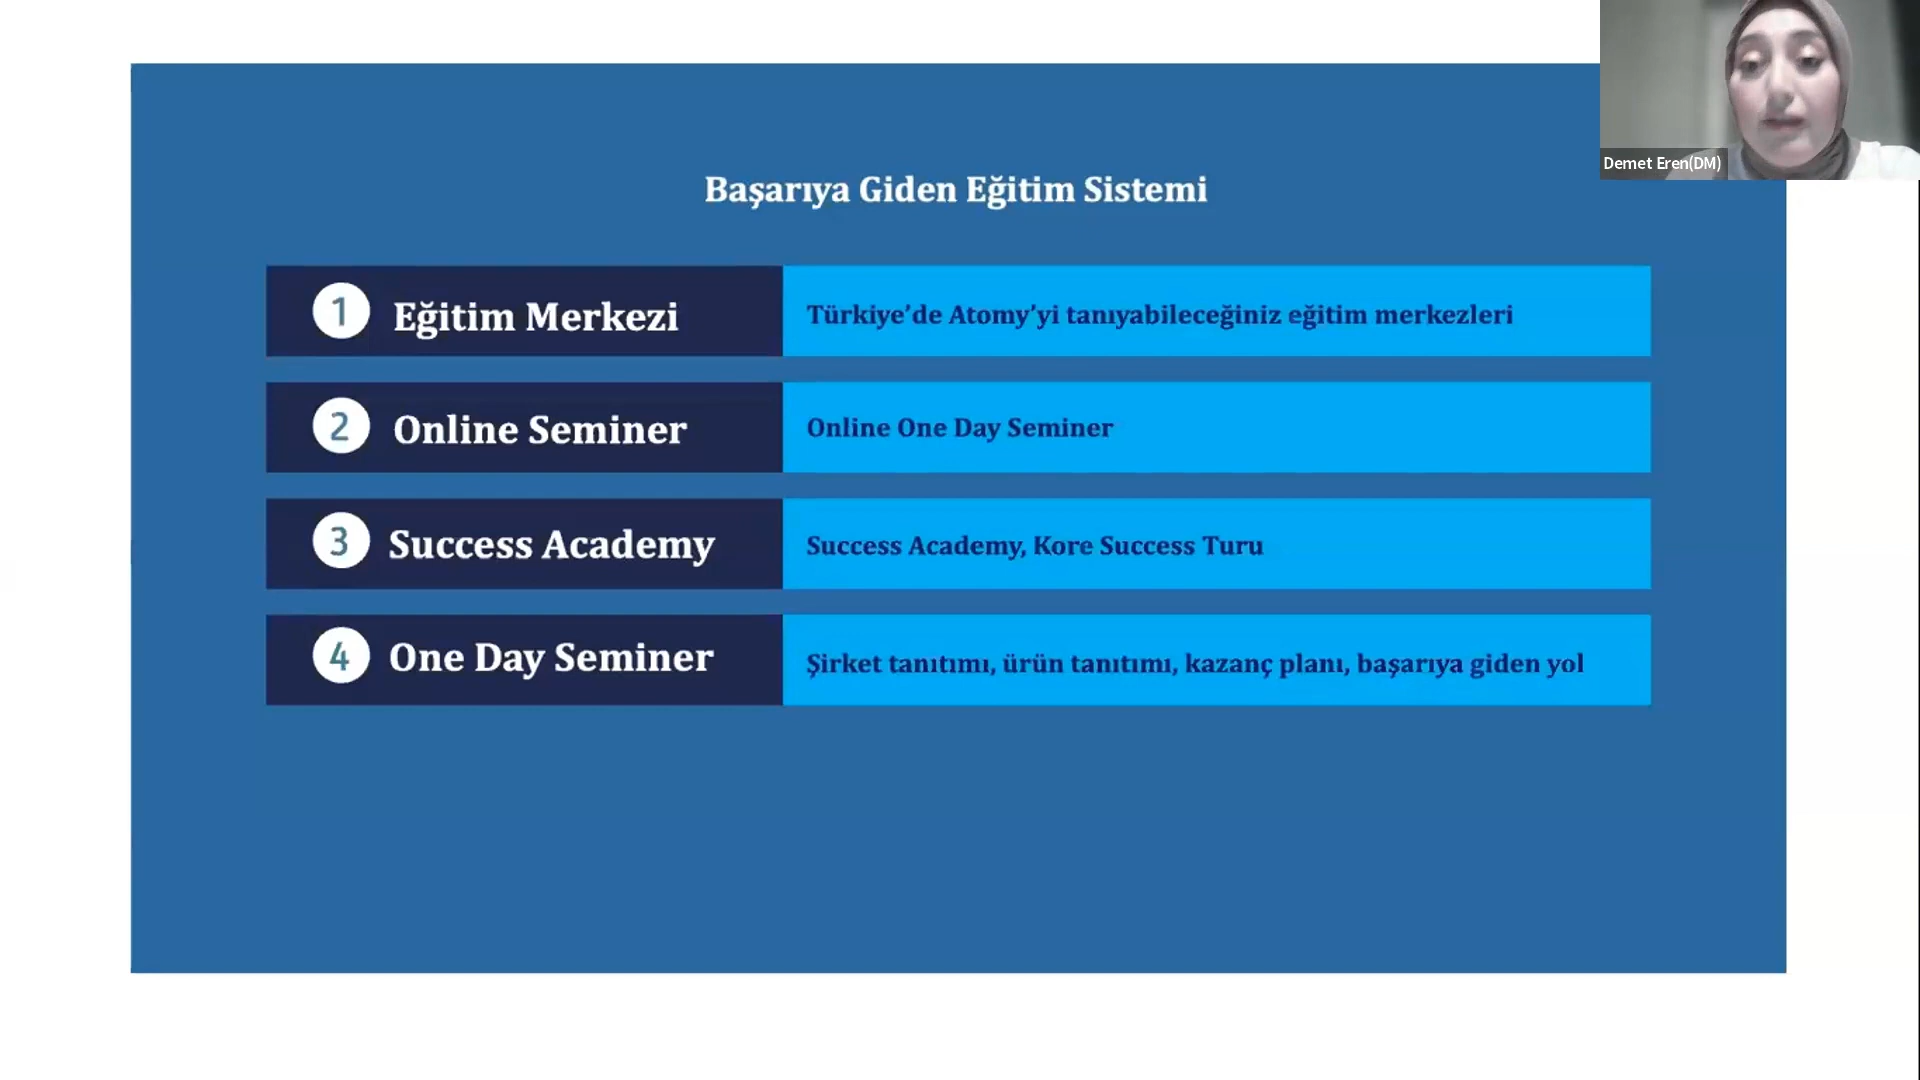 Demet Eren(DM)
Başarıya Giden Eğitim Sistemi
1 Eğitim Merkezi
Türkiye’de Atomy’yi tanıyabileceğiniz eğitim merkezleri
2 Online Seminer
Online One Day Seminer
3 Success Academy
Success Academy, Kore Success Turu
4 One Day Seminer
Şirket tanıtımı, ürün tanıtımı, kazanç planı, başarıya giden yol